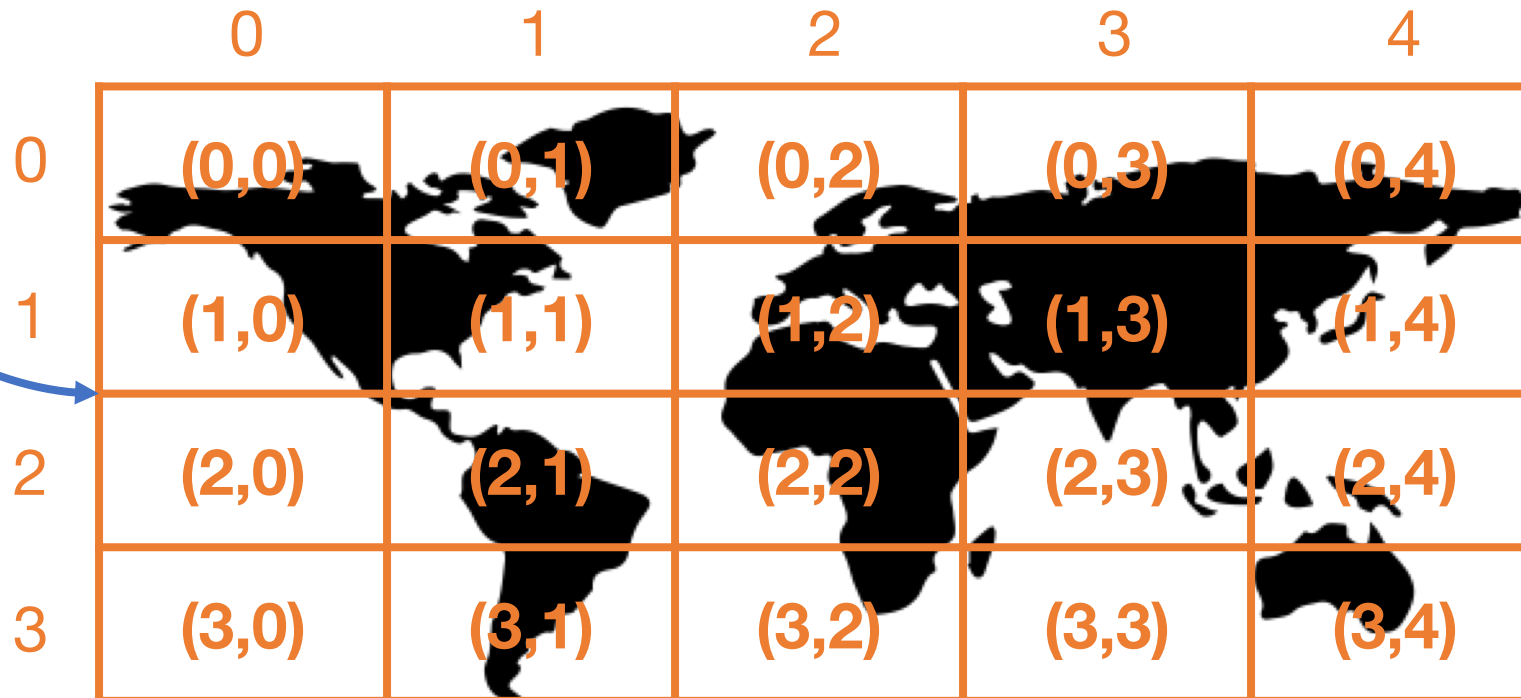 0 1 2 3 4
0 (0,0) (0,1) (0,2) (0,3) (0,4)
1 (1,0) (1,1) (1,2) (1,3) (1,4)
2 (2,0) (2,1) (2,2) (2,3) (2,4)
3 (3,0) (3,1) (3,2) (3,3) (3,4)